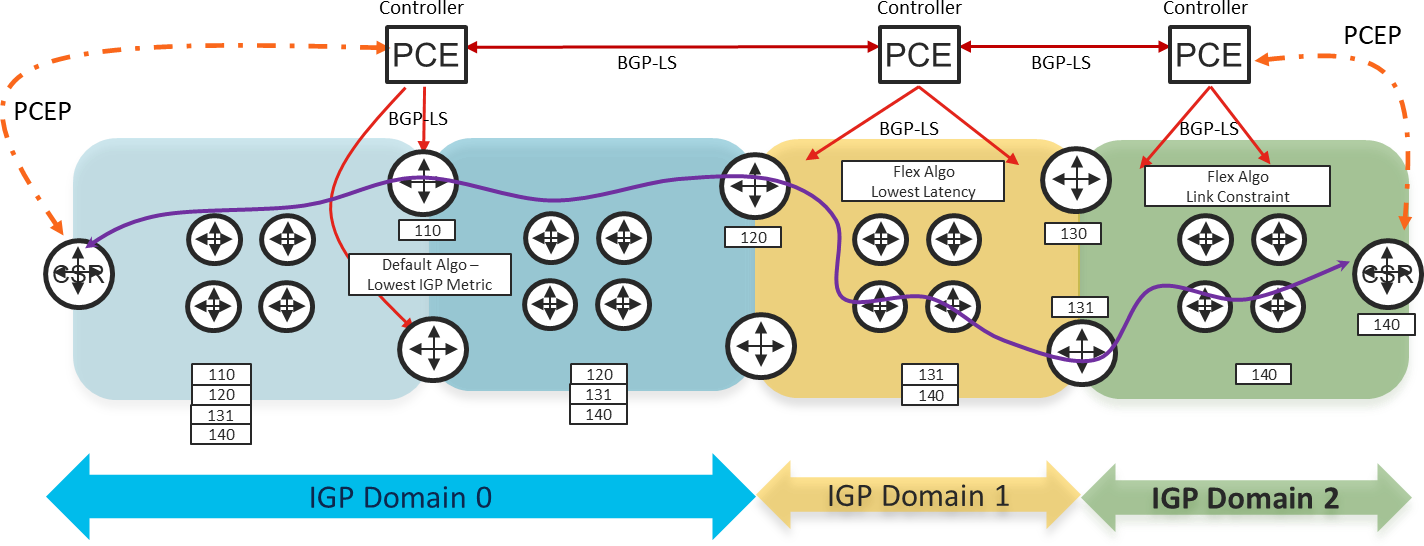 Controller
Controller
Controller
PCE
PCE
PCE
PCEP
BGP-LS
BGP-LS
PCEP
BGP-LS
BGP-LS
BGP-LS
Flex Algo
Lowest Latency
Flex Algo
Link Constraint
110
120
130
CSR
Default Algo –
Lowest IGP Metric
CSR
131
140
110
120
131
140
120
131
140
131
140
140
IGP Domain 0
IGP Domain 1
IGP Domain 2